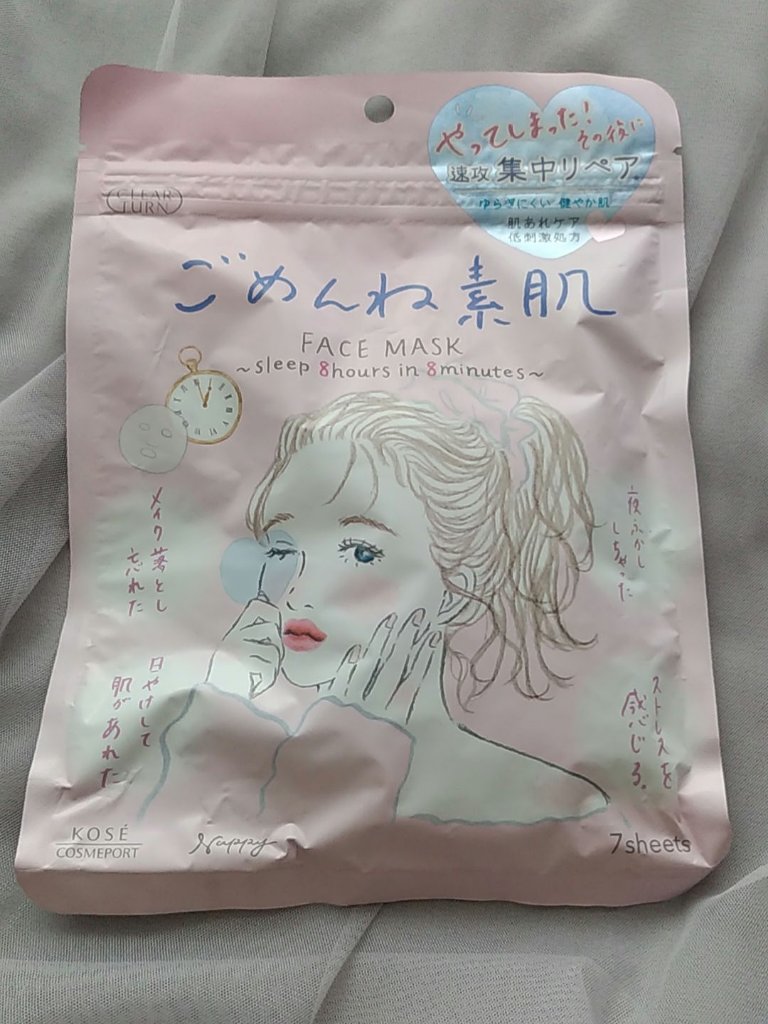 やってしまった!
その後に
速攻 集中リペア。
ゆらぎにくい 健やか肌
肌あれケア
低刺激処方
CLEAR
TURN
ごめんね素肌
FACE MASK
~sleep 8hours in 8minutes~
メイク落とし
忘れた
夜ふかし
しちゃった
日やけして
肌があれた
ストレスを
感じる。
KOSÉ
COSMEPORT
Nappy
7sheets